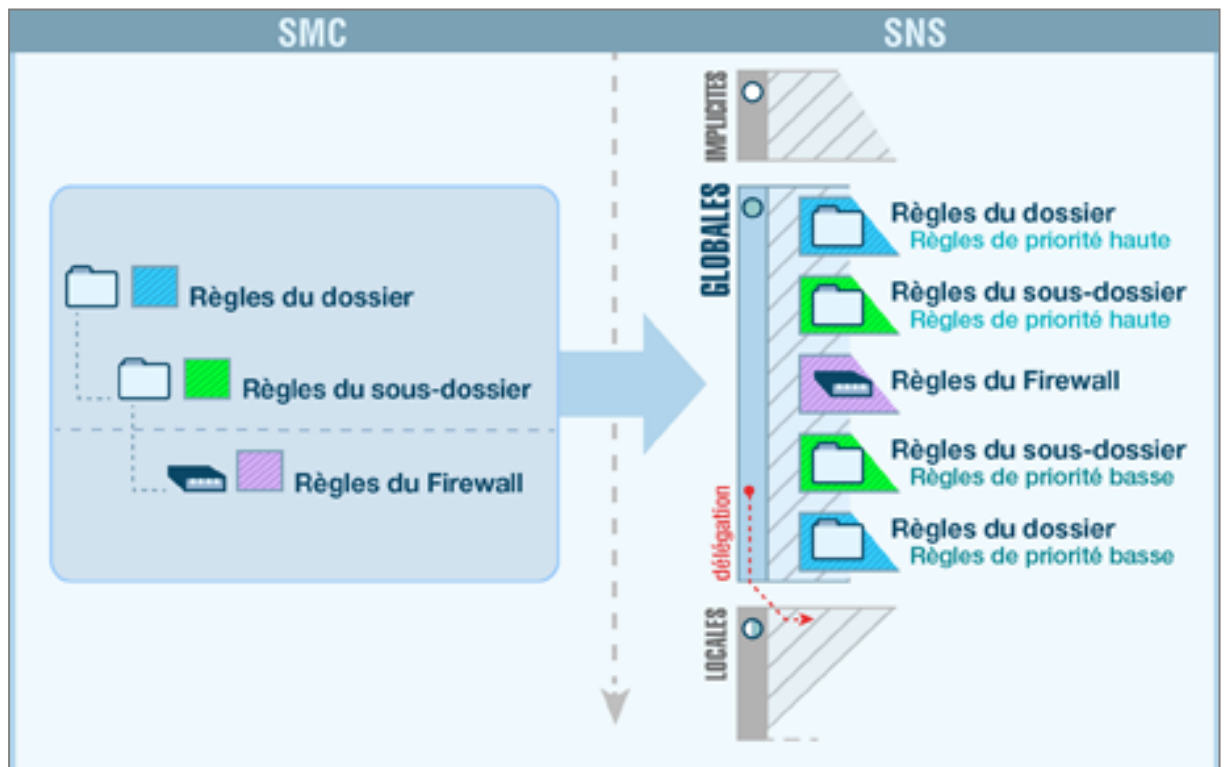 SMC
SNS
IMPLICITES
GLOBALES
Règles du dossier
Règles de priorité haute
Règles du sous-dossier
Règles de priorité haute
Règles du Firewall
Règles du sous-dossier
Règles de priorité basse
Règles du dossier
Règles de priorité basse
délégation
LOCALES
Règles du dossier
Règles du sous-dossier
Règles du Firewall